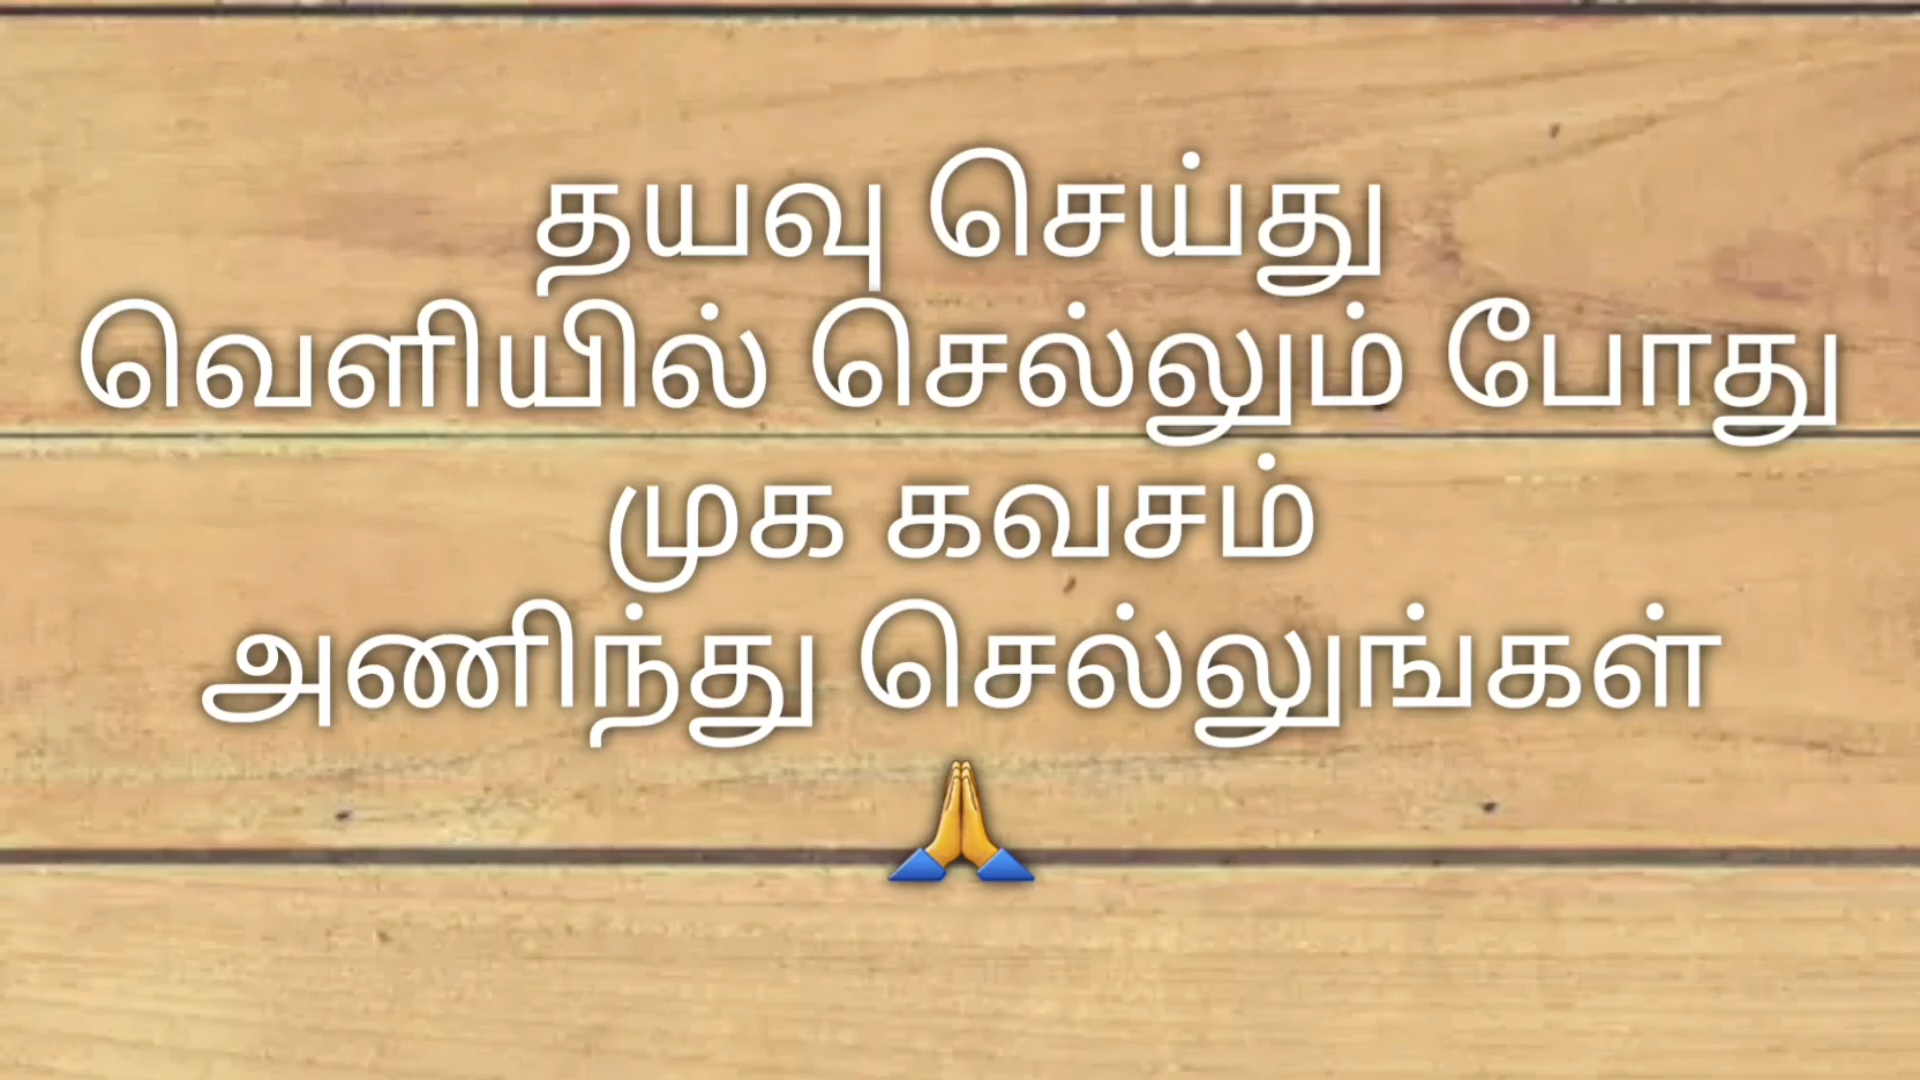 தயவு செய்து
வெளியில் செல்லும் போது
முக கவசம்
அணிந்து செல்லுங்கள்
🙏